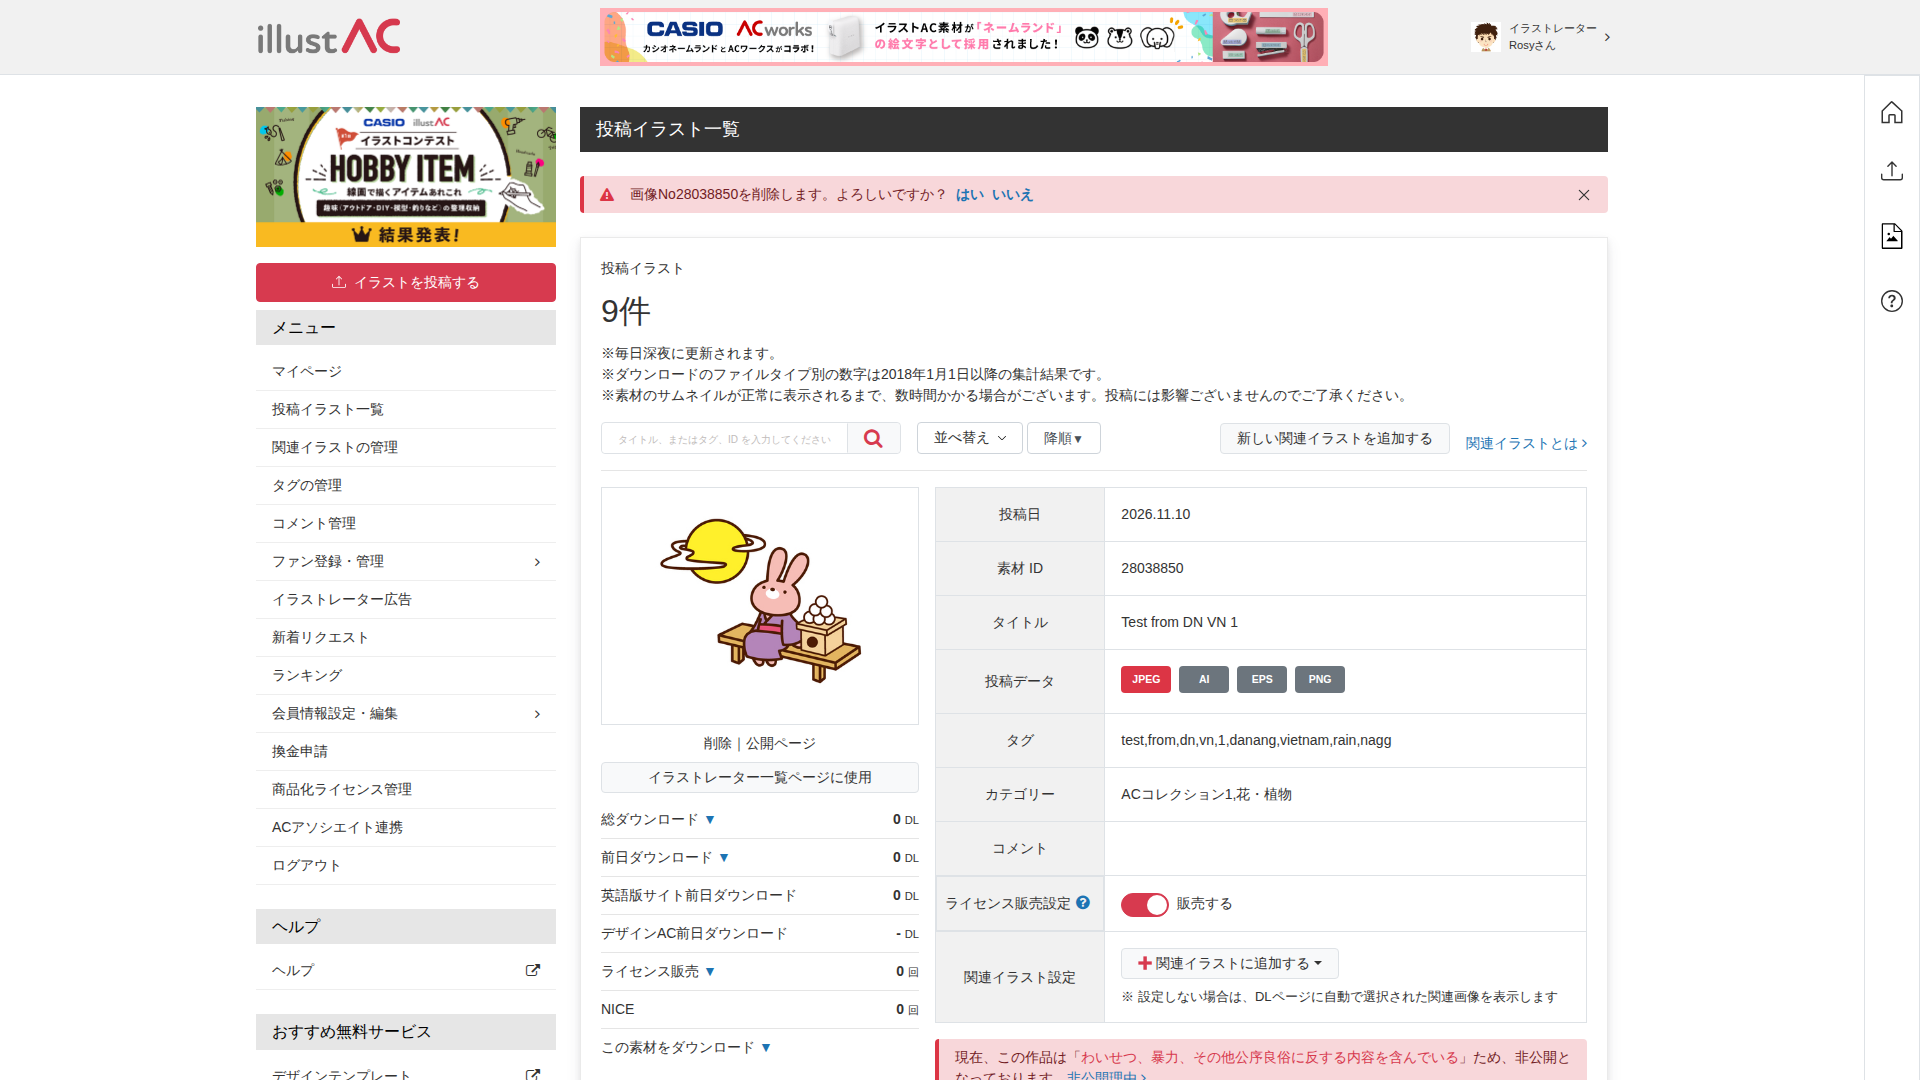 illustAC
CASIO ACworks
カシオネームランドとACワークスがコラボ!
イラストAC素材が「ネームランド」
の絵文字として採用されました!
イラストレーター
Rosyさん
CASIO illustAC
イラストコンテスト
HOBBY ITEM
線画で描くアイテムあれこれ
趣味(アウトドア・DIY・模型・釣りなど)の整理収納
結果発表!
イラストを投稿する
メニュー
マイページ
投稿イラスト一覧
関連イラストの管理
タグの管理
コメント管理
ファン登録・管理
イラストレーター広告
新着リクエスト
ランキング
会員情報設定・編集
換金申請
商品化ライセンス管理
ACアソシエイト連携
ログアウト
ヘルプ
ヘルプ
おすすめ無料サービス
デザインテンプレート
投稿イラスト一覧
画像No28038850を削除します。よろしいですか? はい いいえ
投稿イラスト
9件
※毎日深夜に更新されます。
※ダウンロードのファイルタイプ別の数字は2018年1月1日以降の集計結果です。
※素材のサムネイルが正常に表示されるまで、数時間かかる場合がございます。投稿には影響ございませんのでご了承ください。
タイトル、またはタグ、ID を入力してください
並べ替え
降順▼
新しい関連イラストを追加する
関連イラストとは
削除｜公開ページ
イラストレーター一覧ページに使用
総ダウンロード ▼ 0 DL
前日ダウンロード ▼ 0 DL
英語版サイト前日ダウンロード 0 DL
デザインAC前日ダウンロード - DL
ライセンス販売 ▼ 0 回
NICE 0 回
この素材をダウンロード ▼
投稿日 2026.11.10
素材 ID 28038850
タイトル Test from DN VN 1
投稿データ JPEG AI EPS PNG
タグ test,from,dn,vn,1,danang,vietnam,rain,nagg
カテゴリー ACコレクション1,花・植物
コメント
ライセンス販売設定 販売する
関連イラスト設定 関連イラストに追加する
※ 設定しない場合は、DLページに自動で選択された関連画像を表示します
現在、この作品は「わいせつ、暴力、その他公序良俗に反する内容を含んでいる」ため、非公開と
なっております。 非公開理由